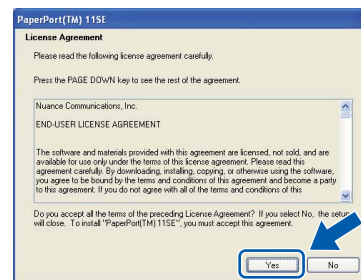 PaperPort(TM) 11SE
License Agreement
Please read the following license agreement carefully.
Press the PAGE DOWN key to see the rest of the agreement.
Nuance Communications, Inc.
END-USER LICENSE AGREEMENT
The software and materials provided with this agreement are licensed, not sold, and are
available for use only under the terms of this license agreement. Please read this
agreement carefully. By downloading, installing, copying, or otherwise using the software,
you agree to be bound by the terms and conditions of this agreement and become a party
to this agreement. If you do not agree with all of the terms and conditions of this
Do you accept all the terms of the preceding License Agreement? If you select No, the setup
will close. To install "PaperPort(TM) 11SE", you must accept this agreement.
Yes
No